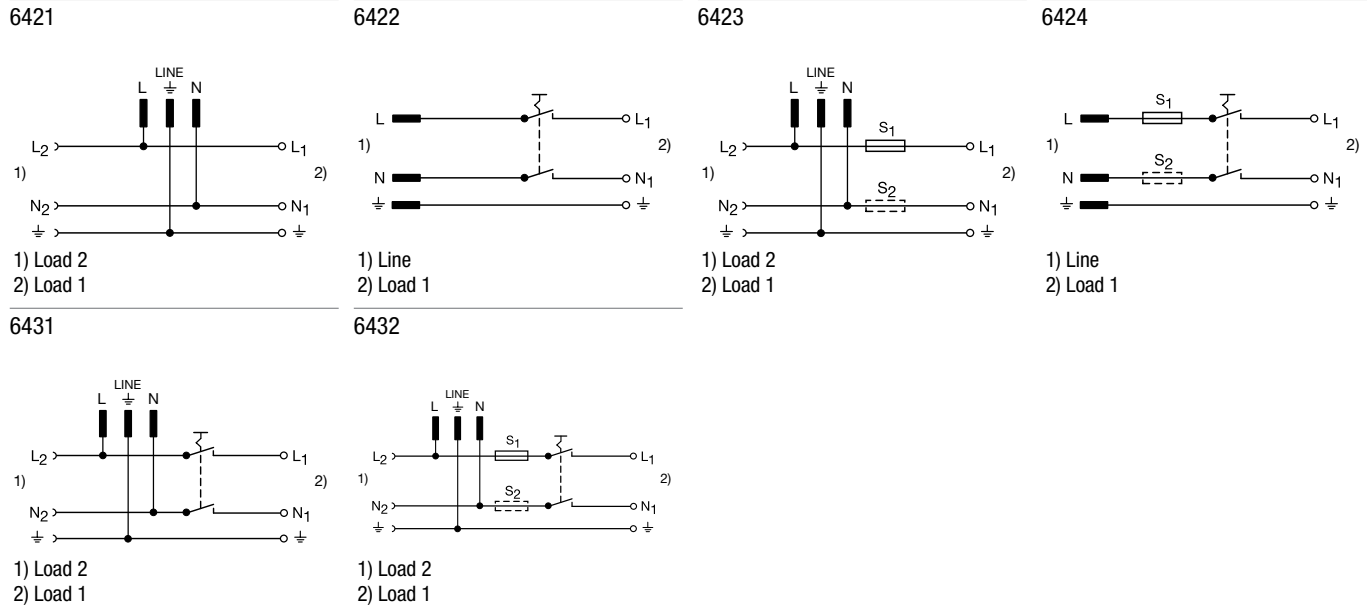 6421
LINE
L ⏚ N
L2 L1
1) 2)
N2 N1
⏚ ⏚
1) Load 2
2) Load 1
6422
L L1
1) 2)
N N1
⏚ ⏚
1) Line
2) Load 1
6423
LINE
L ⏚ N
S1
L2 L1
1) 2)
S2
N2 N1
⏚ ⏚
1) Load 2
2) Load 1
6424
S1
L L1
1) 2)
S2
N N1
⏚ ⏚
1) Line
2) Load 1
6431
LINE
L ⏚ N
L2 L1
1) 2)
N2 N1
⏚ ⏚
1) Load 2
2) Load 1
6432
LINE
L ⏚ N
S1
L2 L1
1) 2)
S2
N2 N1
⏚ ⏚
1) Load 2
2) Load 1